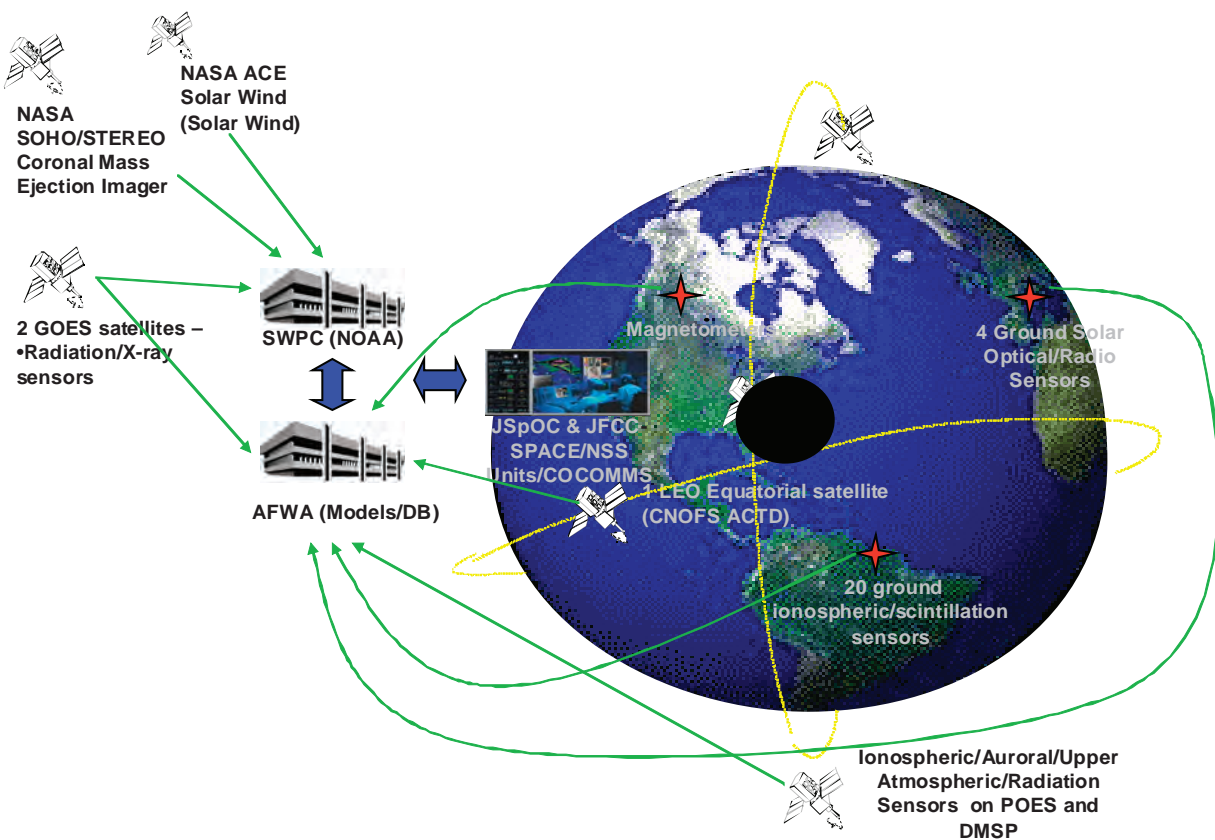 NASA ACE
Solar Wind
(Solar Wind)
NASA
SOHO/STEREO
Coronal Mass
Ejection Imager
2 GOES satellites –
•Radiation/X-ray
sensors
SWPC (NOAA)
AFWA (Models/DB)
JSpOC & JFCC
SPACE/NSS
Units/COCOMMS
Magnetometers
4 Ground Solar
Optical/Radio
Sensors
1 LEO Equatorial satellite
(CNOFS ACTD)
20 ground
ionospheric/scintillation
sensors
Ionospheric/Auroral/Upper
Atmospheric/Radiation
Sensors on POES and
DMSP